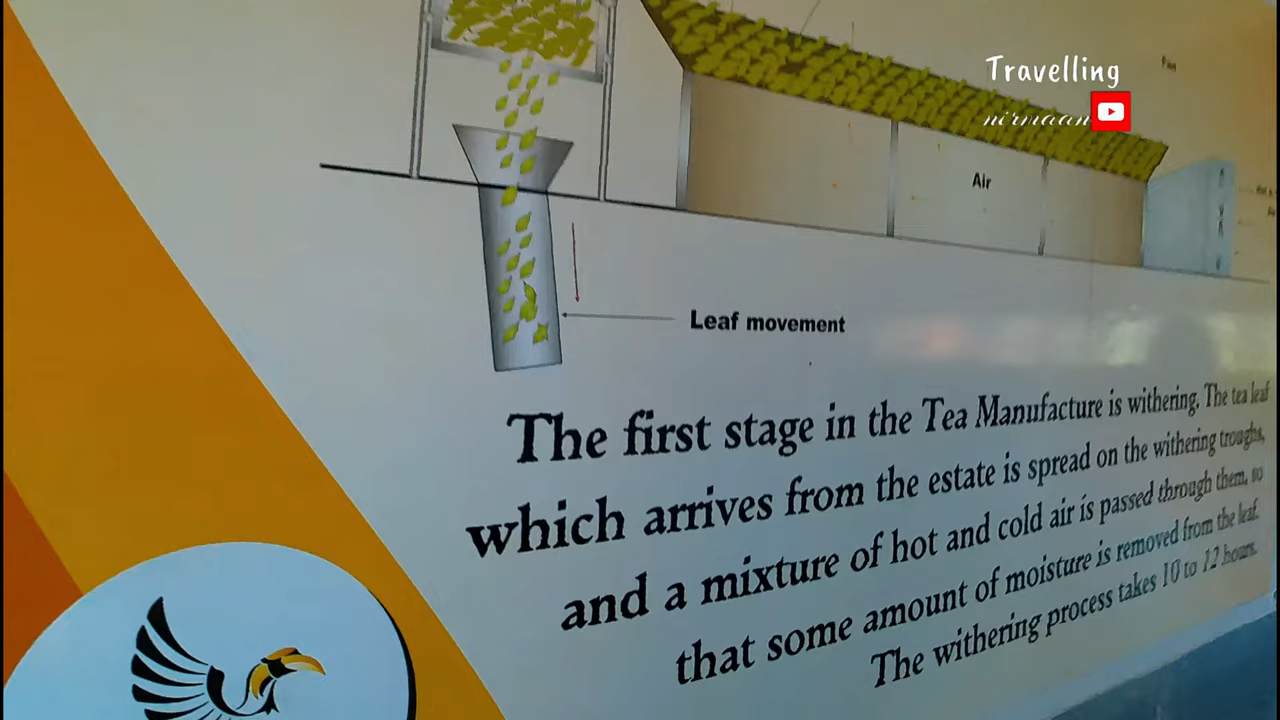 Travelling
nirmaan
Air
Leaf movement
The first stage in the Tea Manufacture is withering. The tea leaf
which arrives from the estate is spread on the withering troughs,
and a mixture of hot and cold air is passed through them, so
that some amount of moisture is removed from the leaf.
The withering process takes 10 to 12 hours.